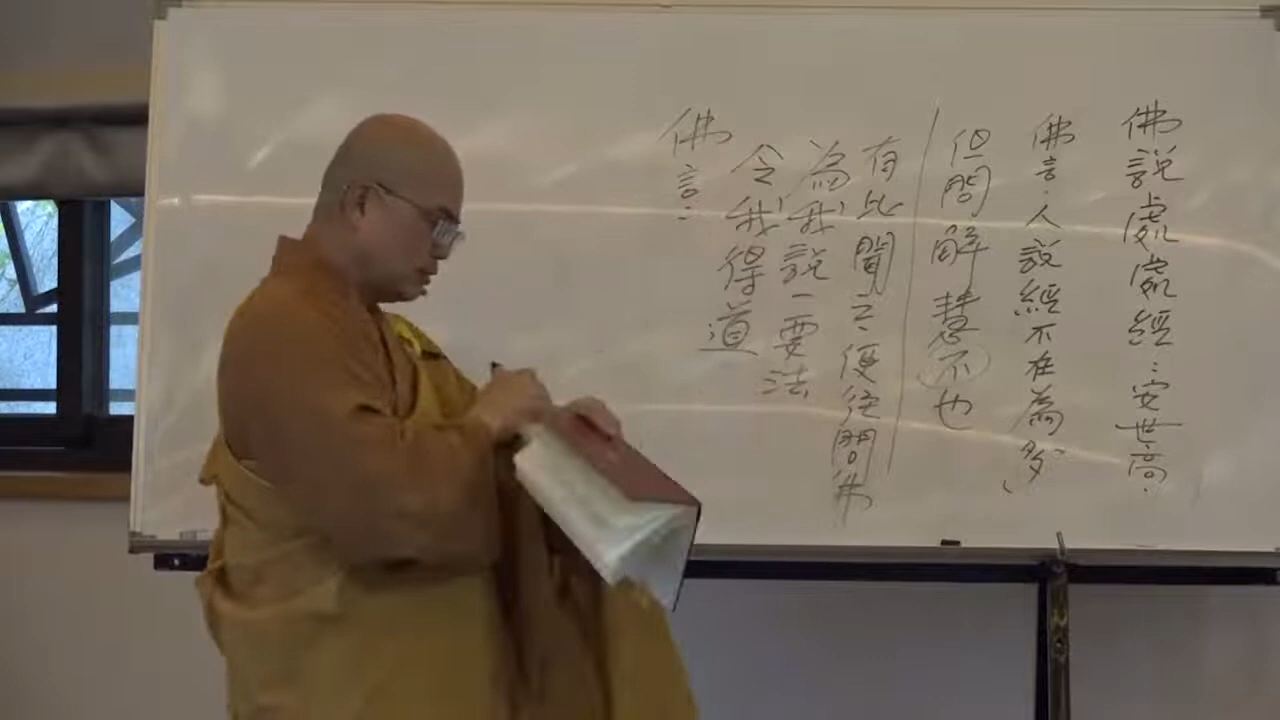 佛說處處經：安世高.
佛言.人說經不在為多、
但問解慧不也
有比聞之.便往問佛
為我說一要法
令我得道
佛言：